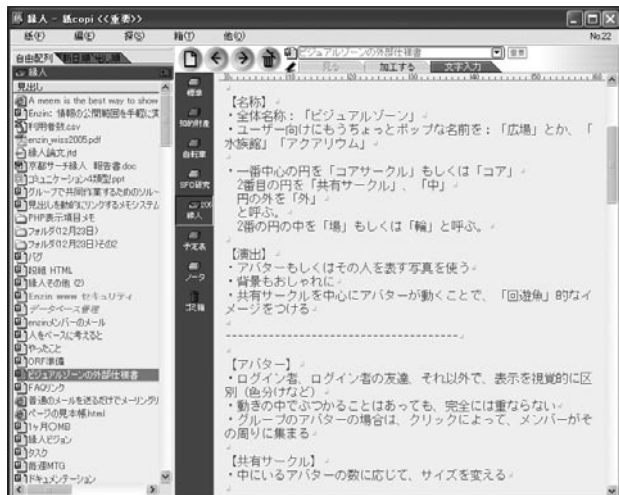 縁人 - 紙copi <<重要>>
紙(F) 編(E) 探(S) 箱(T) 他(O) No.22
自由配列
ビジュアルゾーンの外部仕様書
見る 加工する 文字入力
縁人
見出し
A meem is the best way to show
Enzin: 情報の公開範囲を手軽に実
利用者数.csv
enzin_wiss2005.pdf
縁人論文.jtd
京都サーチ縁人 報告書.doc
コミュニケーション4類型.ppt
グループで共同作業するためのソルー
見出しを動的にリンクするメモシステム
PHP表示項目メモ
フォルダ(12月23日)
フォルダ(12月23日)その2
バグ
段組 HTML
縁人その他 (2)
Enzin www セキュリティ
データベース管理
enzinメンバーのメール
人をベースに考えると
やったこと
ORF準備
ビジュアルゾーンの外部仕様書
FAQリンク
普通のメールを送るだけでメーリングリ
ページの見本帳.html
1ヶ月〇MB
縁人ビジョン
タスク
普通MTG
ドキュメンテーション
標準
知的財産
自転車
SFC研究
縁人
予定表
ノータ
ゴミ箱
【名称】
・全体名称：「ビジュアルゾーン」
・ユーザー向けにもうちょっとポップな名前を：「広場」とか、「
水族館」「アクアリウム」
・一番中心の円を「コアサークル」もしくは「コア」
2番目の円を「共有サークル」、「中」
円の外を「外」
と呼ぶ。
2番の円の中を「場」もしくは「輪」と呼ぶ。
【演出】
・アバターもしくはその人を表す写真を使う
・背景もおしゃれに
・共有サークルを中心にアバターが動くことで、「回遊魚」的なイ
メージをつける
------------------------------------------
【アバター】
・ログイン者、ログイン者の友達、それ以外で、表示を視覚的に区
別（色分けなど）
・動きの中でぶつかることはあっても、完全には重ならない
・グループのアバターの場合は、クリックによって、メンバーがそ
の周りに集まる
【共有サークル】
・中にいるアバターの数に応じて、サイズを変える